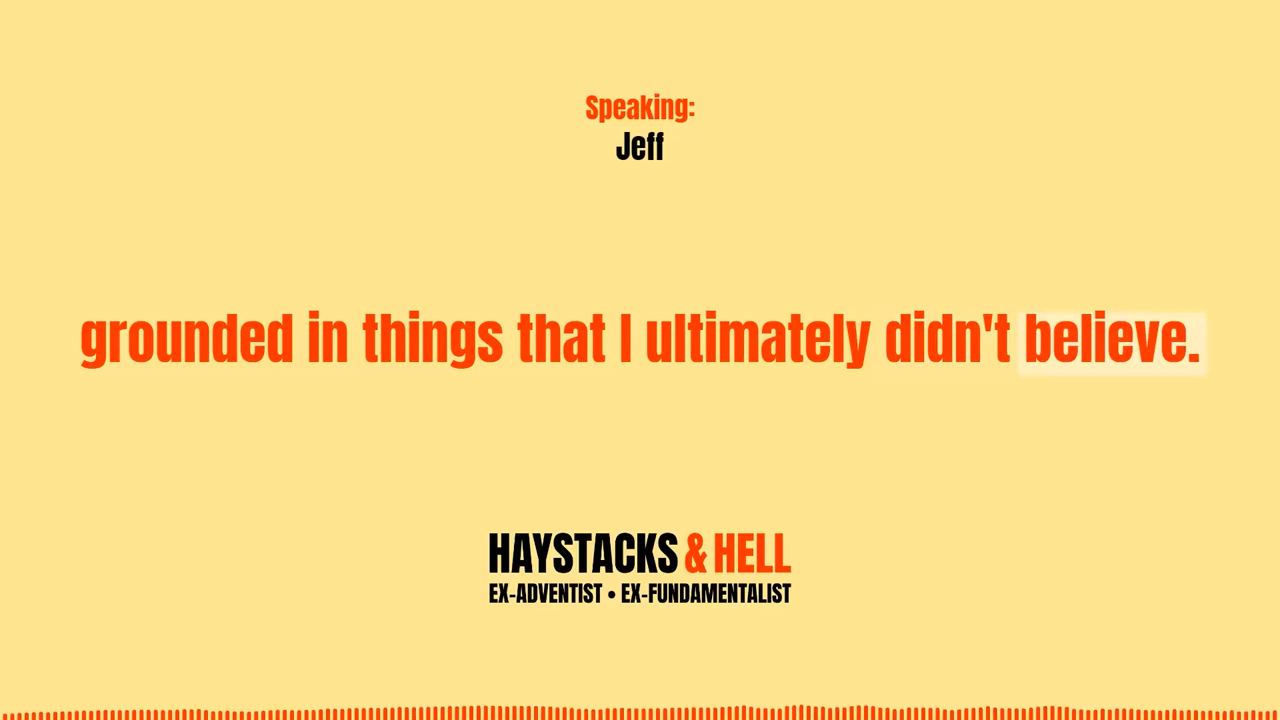 Speaking:
Jeff
grounded in things that I ultimately didn't believe.
HAYSTACKS & HELL
EX-ADVENTIST • EX-FUNDAMENTALIST